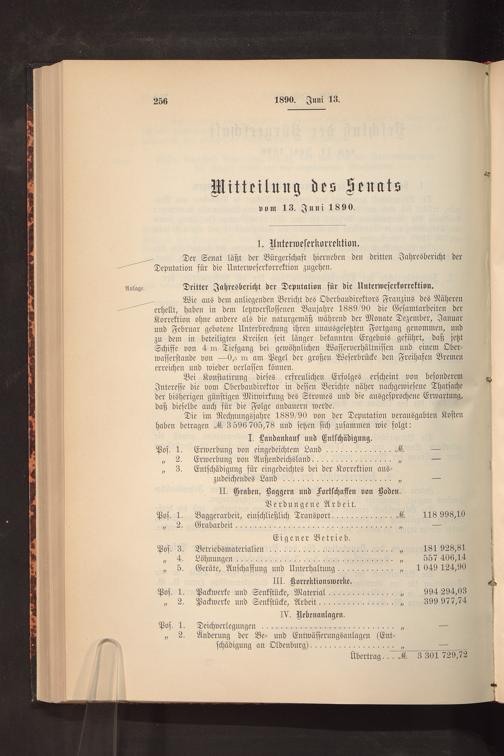 256 1890. Juni 13.
Mitteilung des Senats
vom 13. Juni 1890.
1. Unterweserkorrektion.
Der Senat läßt der Bürgerschaft hierneben den dritten Jahresbericht der
Deputation für die Unterweserkorrektion zugehen.
Anlage. Dritter Jahresbericht der Deputation für die Unterweserkorrektion.
Wie aus dem anliegenden Bericht des Oberbaudirektors Franzius des Näheren
erhellt, haben in dem letztverflossenen Baujahre 1889/90 die Gesamtarbeiten der
Korrektion ohne andere als die naturgemäß während der Monate Dezember, Januar
und Februar gebotene Unterbrechung ihren unausgesetzten Fortgang genommen, und
zu dem in beteiligten Kreisen seit länger bekannten Ergebnis geführt, daß jetzt
Schiffe von 4 m Tiefgang bei gewöhnlichen Wasserverhältnissen und einem Ober-
wasserstande von —0, m am Pegel der großen Weserbrücke den Freihafen Bremen
erreichen und wieder verlassen können.
Bei Konstatirung dieses erfreulichen Erfolges erscheint von besonderem
Interesse die vom Oberbaudirektor in dessen Berichte näher nachgewiesene Thatsache
der bisherigen günstigen Mitwirkung des Stromes und die ausgesprochene Erwartung,
daß dieselbe auch für die Folge andauern werde.
Die im Rechnungsjahre 1889/90 von der Deputation verausgabten Kosten
haben betragen ℳ 3 596 705,78 und setzen sich zusammen wie folgt:
I. Landankauf und Entschädigung.
Pos. 1. Erwerbung von eingedeichtem Land ........ ℳ —
„ 2. Erwerbung von Außendeichsland ........ „ —
„ 3. Entschädigung für eingedeichtes bei der Korrektion aus-
zudeichendes Land ........ „ —
II. Graben, Baggern und Fortschaffen von Boden.
Verdungene Arbeit.
Pos. 1. Baggerarbeit, einschließlich Transport ........ ℳ 118 998,10
„ 2. Grabarbeit ........ „ —
Eigener Betrieb.
Pos. 3. Betriebsmaterialien ........ „ 181 928,81
„ 4. Löhnungen ........ „ 557 406,14
„ 5. Geräte, Anschaffung und Unterhaltung ........ „ 1 049 124,90
III. Korrektionswerke.
Pos. 1. Packwerke und Senkstücke, Material ........ „ 994 294,03
„ 2. Packwerke und Senkstücke, Arbeit ........ „ 399 977,74
IV. Nebenanlagen.
Pos. 1. Deichverlegungen ........ „ —
„ 2. Änderung der Be- und Entwässerungsanlagen (Ent-
schädigung an Oldenburg) ........ „ —
Übertrag ... ℳ 3 301 729,72